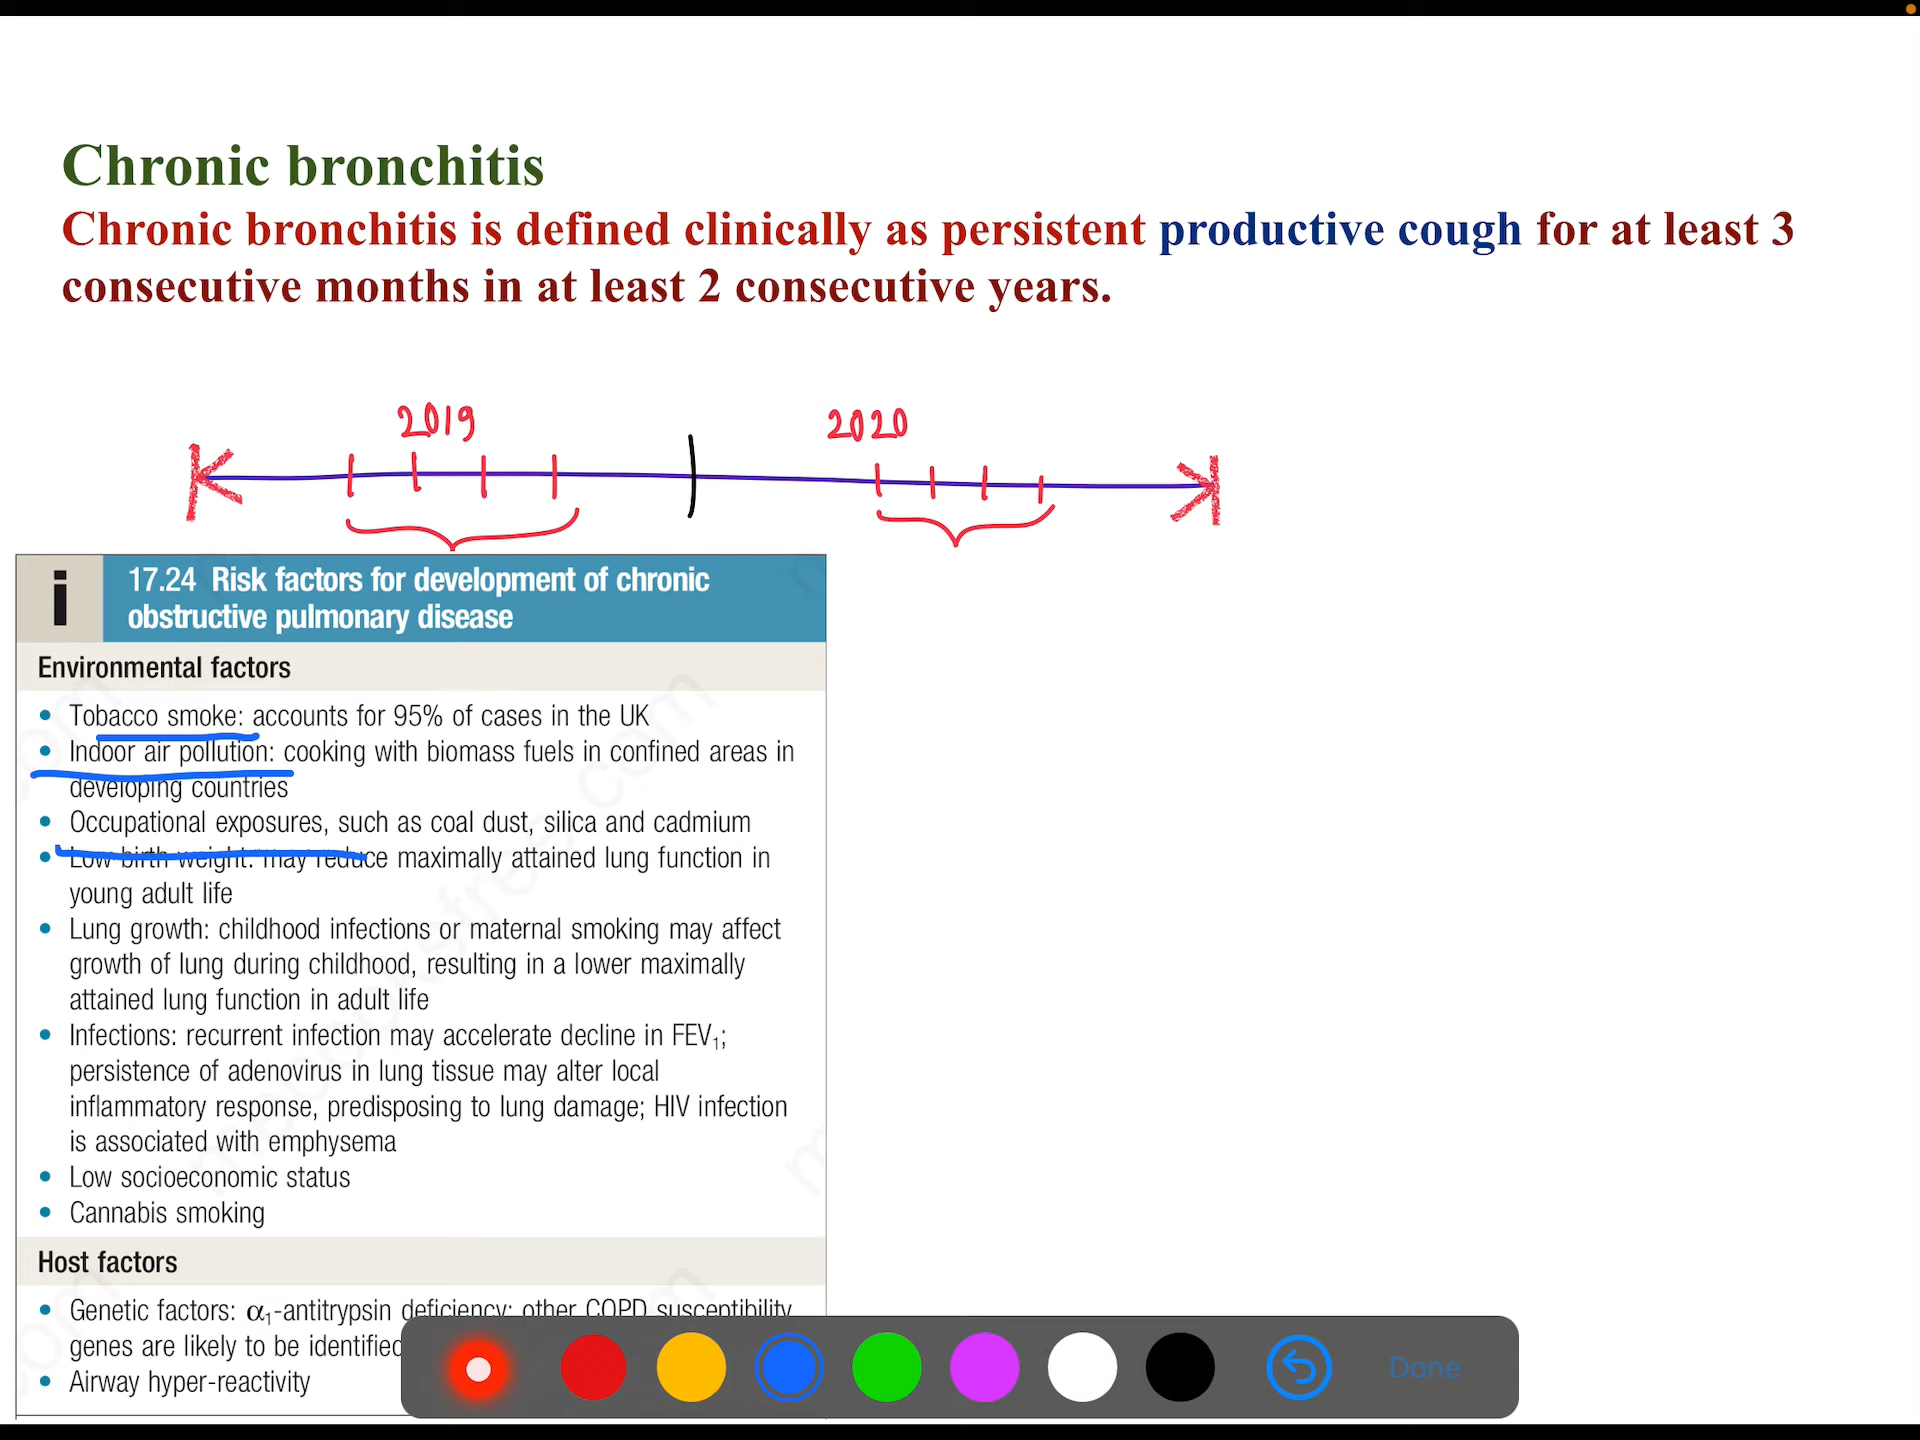 Chronic bronchitis
Chronic bronchitis is defined clinically as persistent productive cough for at least 3
consecutive months in at least 2 consecutive years.
2019 2020
i
17.24 Risk factors for development of chronic
obstructive pulmonary disease
Environmental factors
• Tobacco smoke: accounts for 95% of cases in the UK
• Indoor air pollution: cooking with biomass fuels in confined areas in
developing countries
• Occupational exposures, such as coal dust, silica and cadmium
• Low birth weight: may reduce maximally attained lung function in
young adult life
• Lung growth: childhood infections or maternal smoking may affect
growth of lung during childhood, resulting in a lower maximally
attained lung function in adult life
• Infections: recurrent infection may accelerate decline in FEV₁;
persistence of adenovirus in lung tissue may alter local
inflammatory response, predisposing to lung damage; HIV infection
is associated with emphysema
• Low socioeconomic status
• Cannabis smoking
Host factors
• Genetic factors: α₁-antitrypsin deficiency; other COPD susceptibility
genes are likely to be identified
• Airway hyper-reactivity
Done